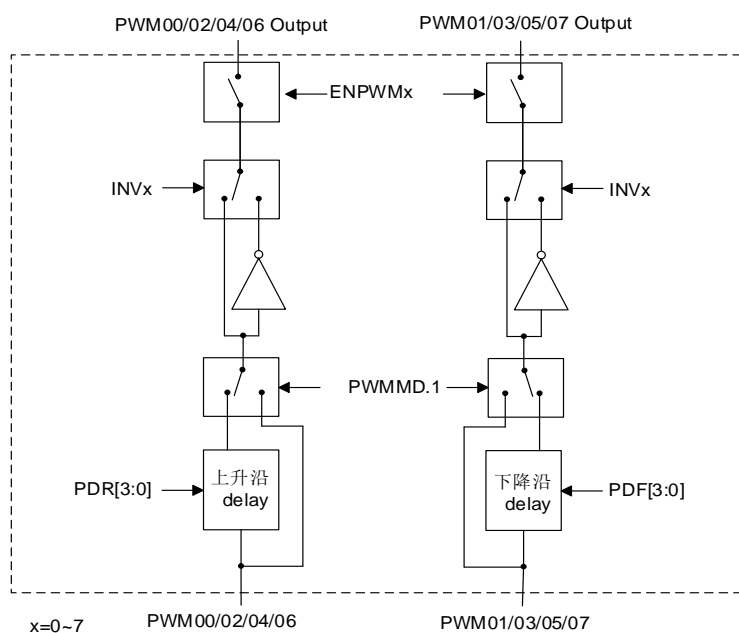 PWM00/02/04/06 Output
PWM01/03/05/07 Output
ENPWMx
INVx
INVx
PWMMD.1
PDR[3:0]
上升沿
delay
下降沿
delay
PDF[3:0]
x=0~7
PWM00/02/04/06
PWM01/03/05/07